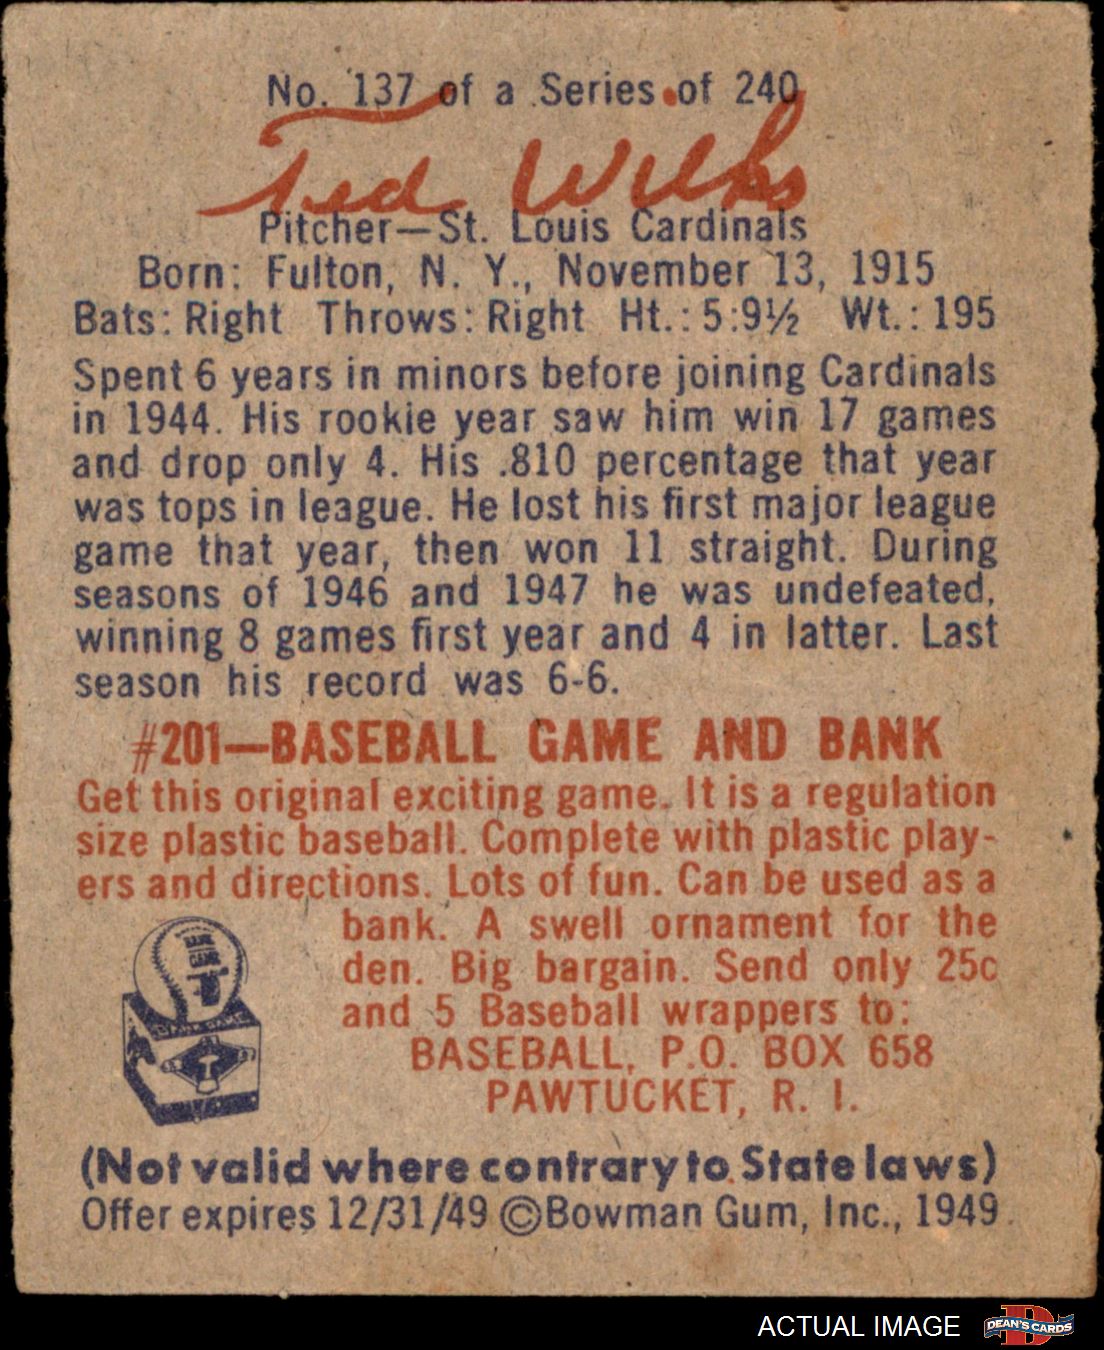 No. 137 of a Series of 240
Ted Wilks
Pitcher—St. Louis Cardinals
Born: Fulton, N. Y., November 13, 1915
Bats: Right Throws: Right Ht.: 5:9½ Wt.: 195
Spent 6 years in minors before joining Cardinals
in 1944. His rookie year saw him win 17 games
and drop only 4. His .810 percentage that year
was tops in league. He lost his first major league
game that year, then won 11 straight. During
seasons of 1946 and 1947 he was undefeated,
winning 8 games first year and 4 in latter. Last
season his record was 6-6.
#201—BASEBALL GAME AND BANK
Get this original exciting game. It is a regulation
size plastic baseball. Complete with plastic play-
ers and directions. Lots of fun. Can be used as a
bank. A swell ornament for the
den. Big bargain. Send only 25c
and 5 Baseball wrappers to:
BASEBALL, P.O. BOX 658
PAWTUCKET, R. I.
(Not valid where contrary to State laws)
Offer expires 12/31/49 ©Bowman Gum, Inc., 1949
ACTUAL IMAGE
DEAN'S CARDS